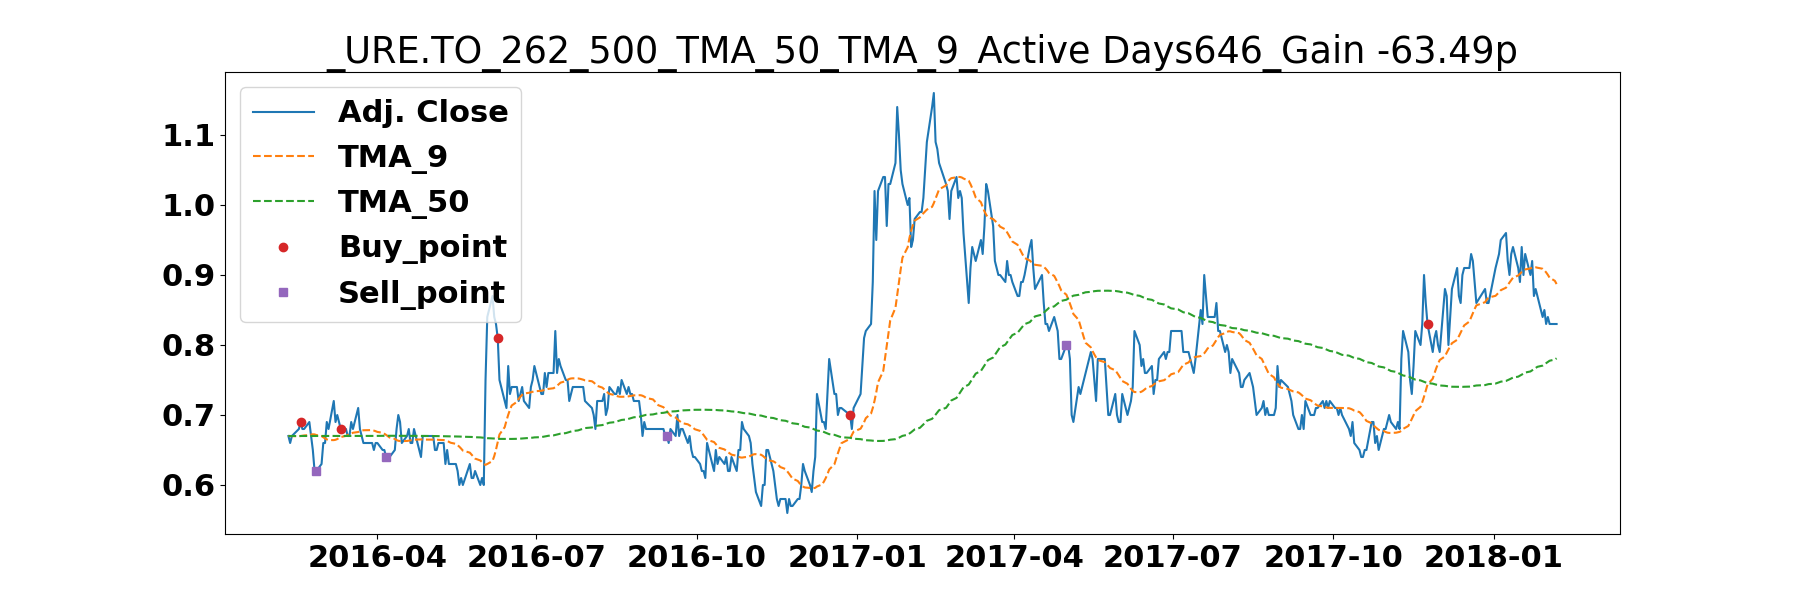 _URE.TO_262_500_TMA_50_TMA_9_Active Days646_Gain -63.49p
Adj. Close
TMA_9
TMA_50
Buy_point
Sell_point
1.1
1.0
0.9
0.8
0.7
0.6
2016-04 2016-07 2016-10 2017-01 2017-04 2017-07 2017-10 2018-01